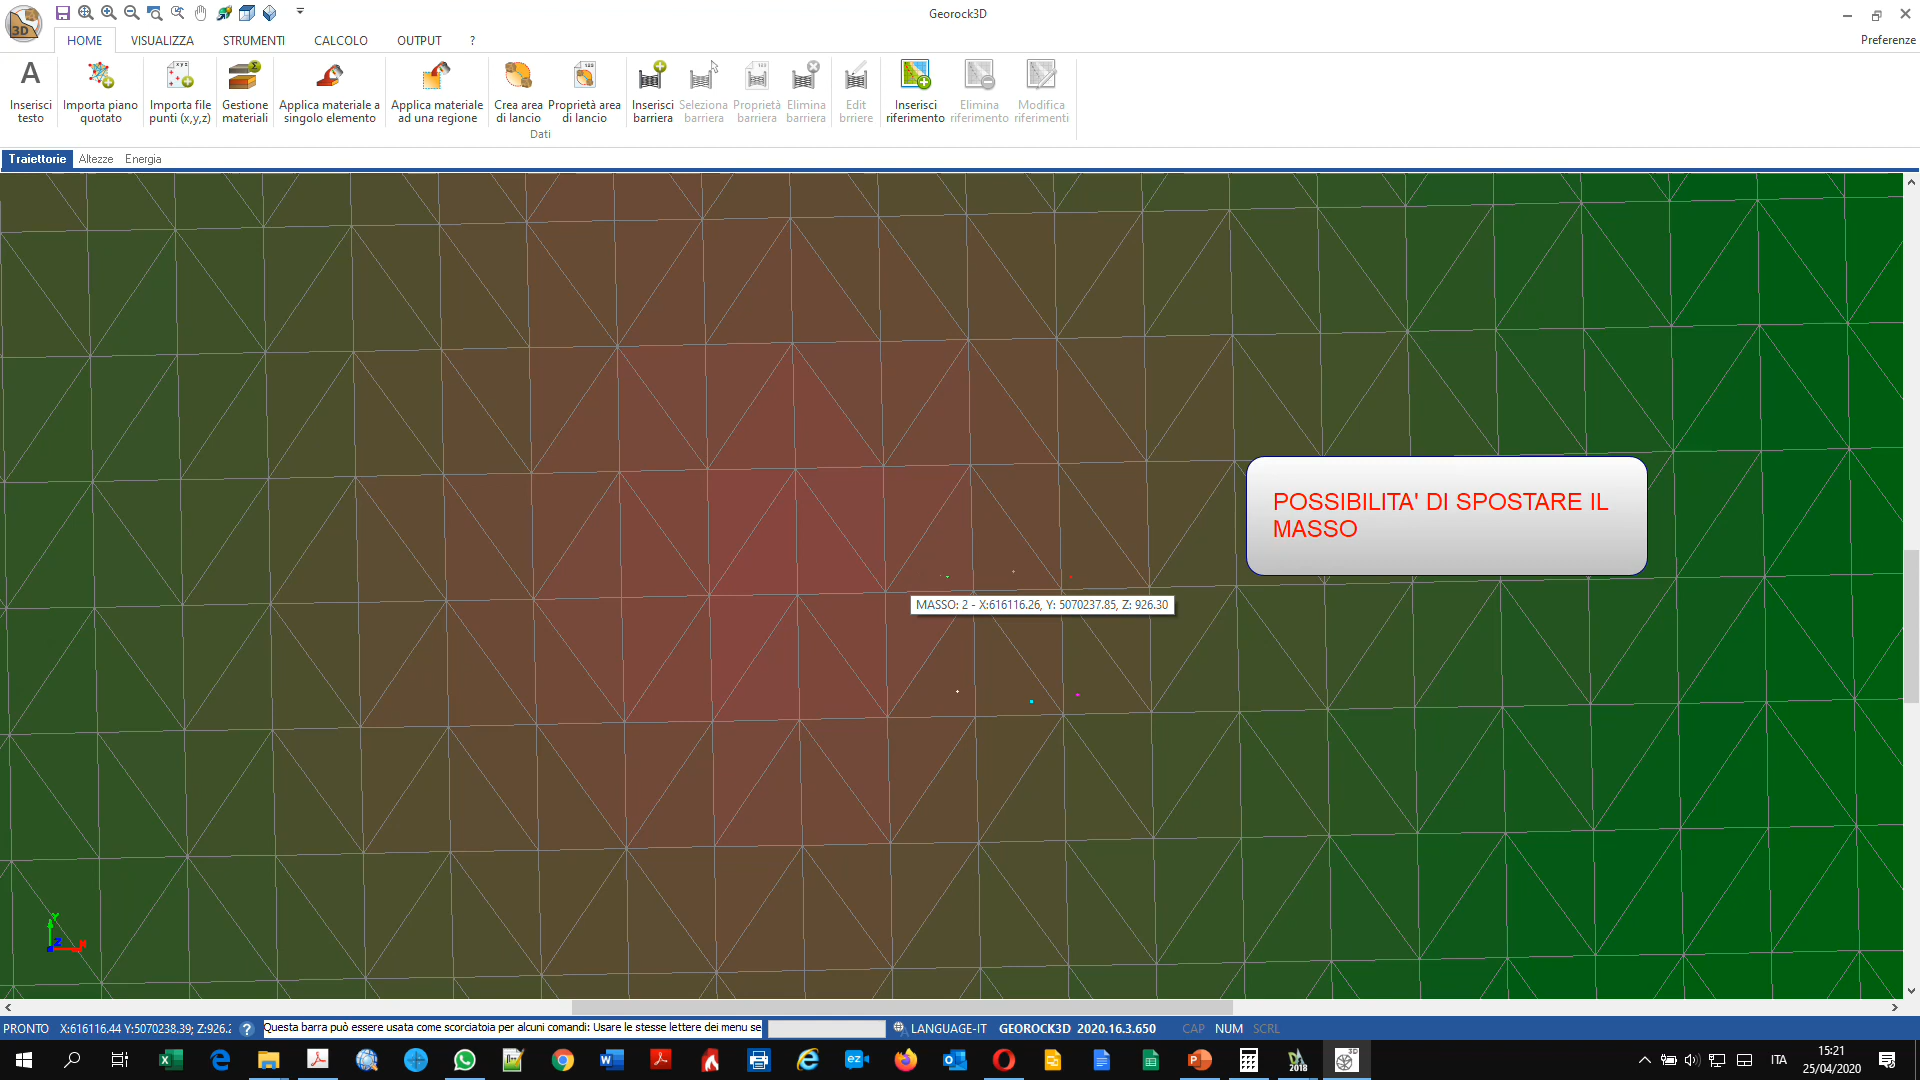 Georock3D
HOME VISUALIZZA STRUMENTI CALCOLO OUTPUT ?
Preferenze
Inserisci testo
Importa piano quotato
Importa file punti (x,y,z)
Gestione materiali
Applica materiale a singolo elemento
Applica materiale ad una regione
Crea area di lancio
Proprietà area di lancio
Inserisci barriera
Seleziona barriera
Proprietà barriera
Elimina barriera
Edit brriere
Inserisci riferimento
Elimina riferimento
Modifica riferimenti
Dati
Traiettorie Altezze Energia
POSSIBILITA' DI SPOSTARE IL
MASSO
MASSO: 2 - X:616116.26, Y: 5070237.85, Z: 926.30
PRONTO X:616116.44 Y:5070238.39; Z:926.2 Questa barra può essere usata come scorciatoia per alcuni comandi: Usare le stesse lettere dei menu se LANGUAGE-IT GEOROCK3D 2020.16.3.650 CAP NUM SCRL
ITA
15:21
25/04/2020